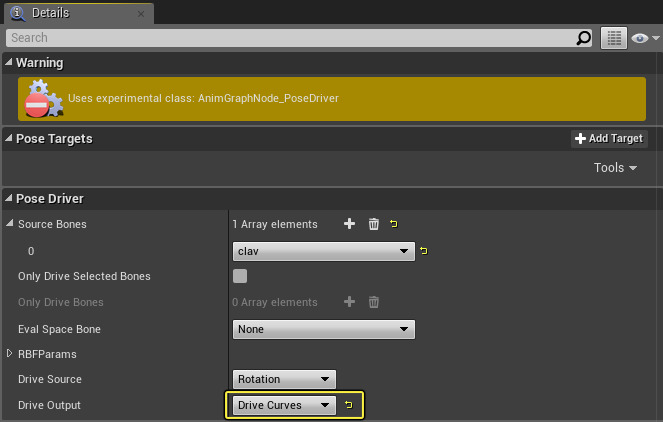 Details
Search
Warning
Uses experimental class: AnimGraphNode_PoseDriver
Pose Targets
Add Target
Tools
Pose Driver
Source Bones 1 Array elements
0 clav
Only Drive Selected Bones
Only Drive Bones 0 Array elements
Eval Space Bone None
RBFParams
Drive Source Rotation
Drive Output Drive Curves